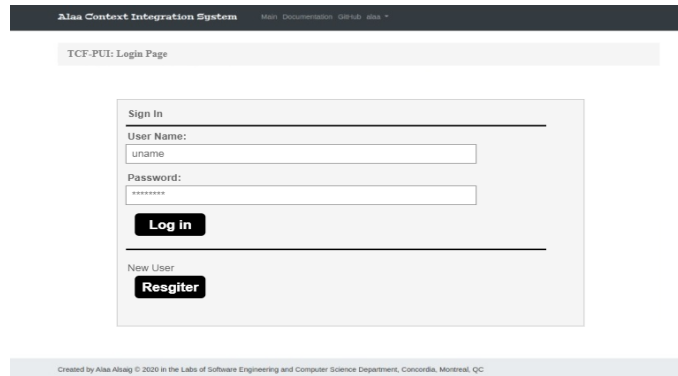 Alaa Context Integration System Main Documentation GitHub alaa
TCF-PUI: Login Page
Sign In
User Name:
uname
Password:
********
Log in
New User
Resgiter
Created by Alaa Alsaig © 2020 in the Labs of Software Engineering and Computer Science Department, Concordia, Montreal, QC